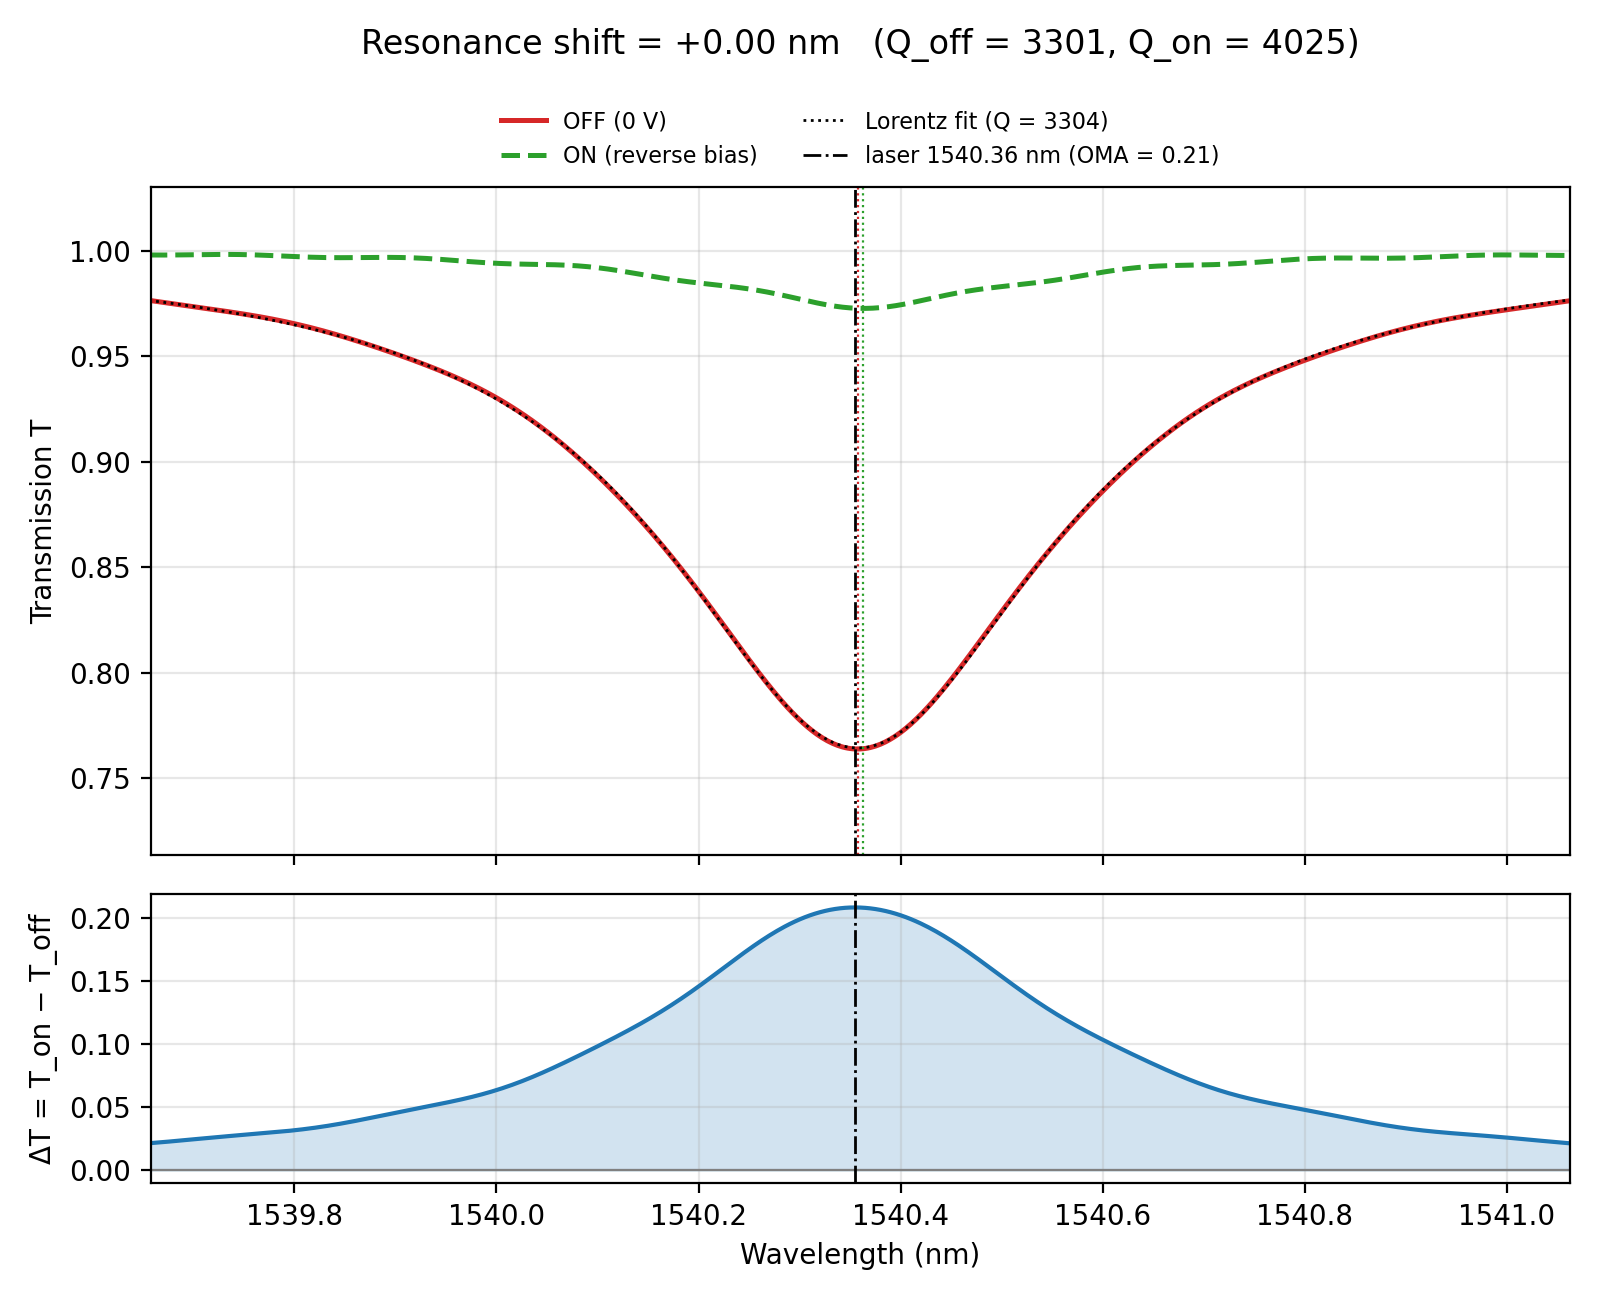 Resonance shift = +0.00 nm   (Q_off = 3301, Q_on = 4025)
OFF (0 V)
ON (reverse bias)
Lorentz fit (Q = 3304)
laser 1540.36 nm (OMA = 0.21)
Transmission T
1.00
0.95
0.90
0.85
0.80
0.75
ΔT = T_on − T_off
0.20
0.15
0.10
0.05
0.00
1539.8 1540.0 1540.2 1540.4 1540.6 1540.8 1541.0
Wavelength (nm)